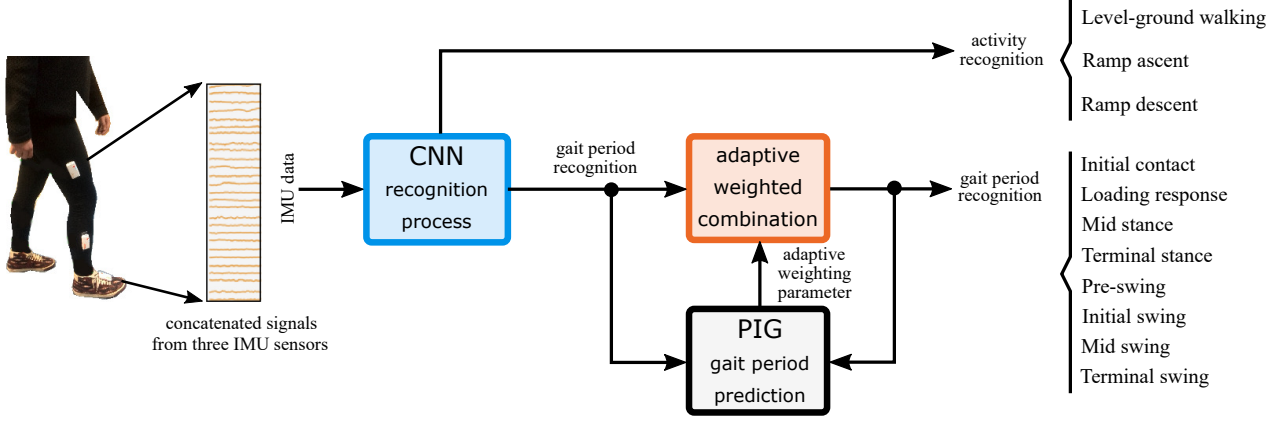 Level-ground walking
activity
recognition
Ramp ascent
Ramp descent
CNN
recognition
process
gait period
recognition
adaptive
weighted
combination
gait period
recognition
IMU data
Initial contact
Loading response
Mid stance
Terminal stance
Pre-swing
Initial swing
Mid swing
Terminal swing
adaptive
weighting
parameter
concatenated signals
from three IMU sensors
PIG
gait period
prediction